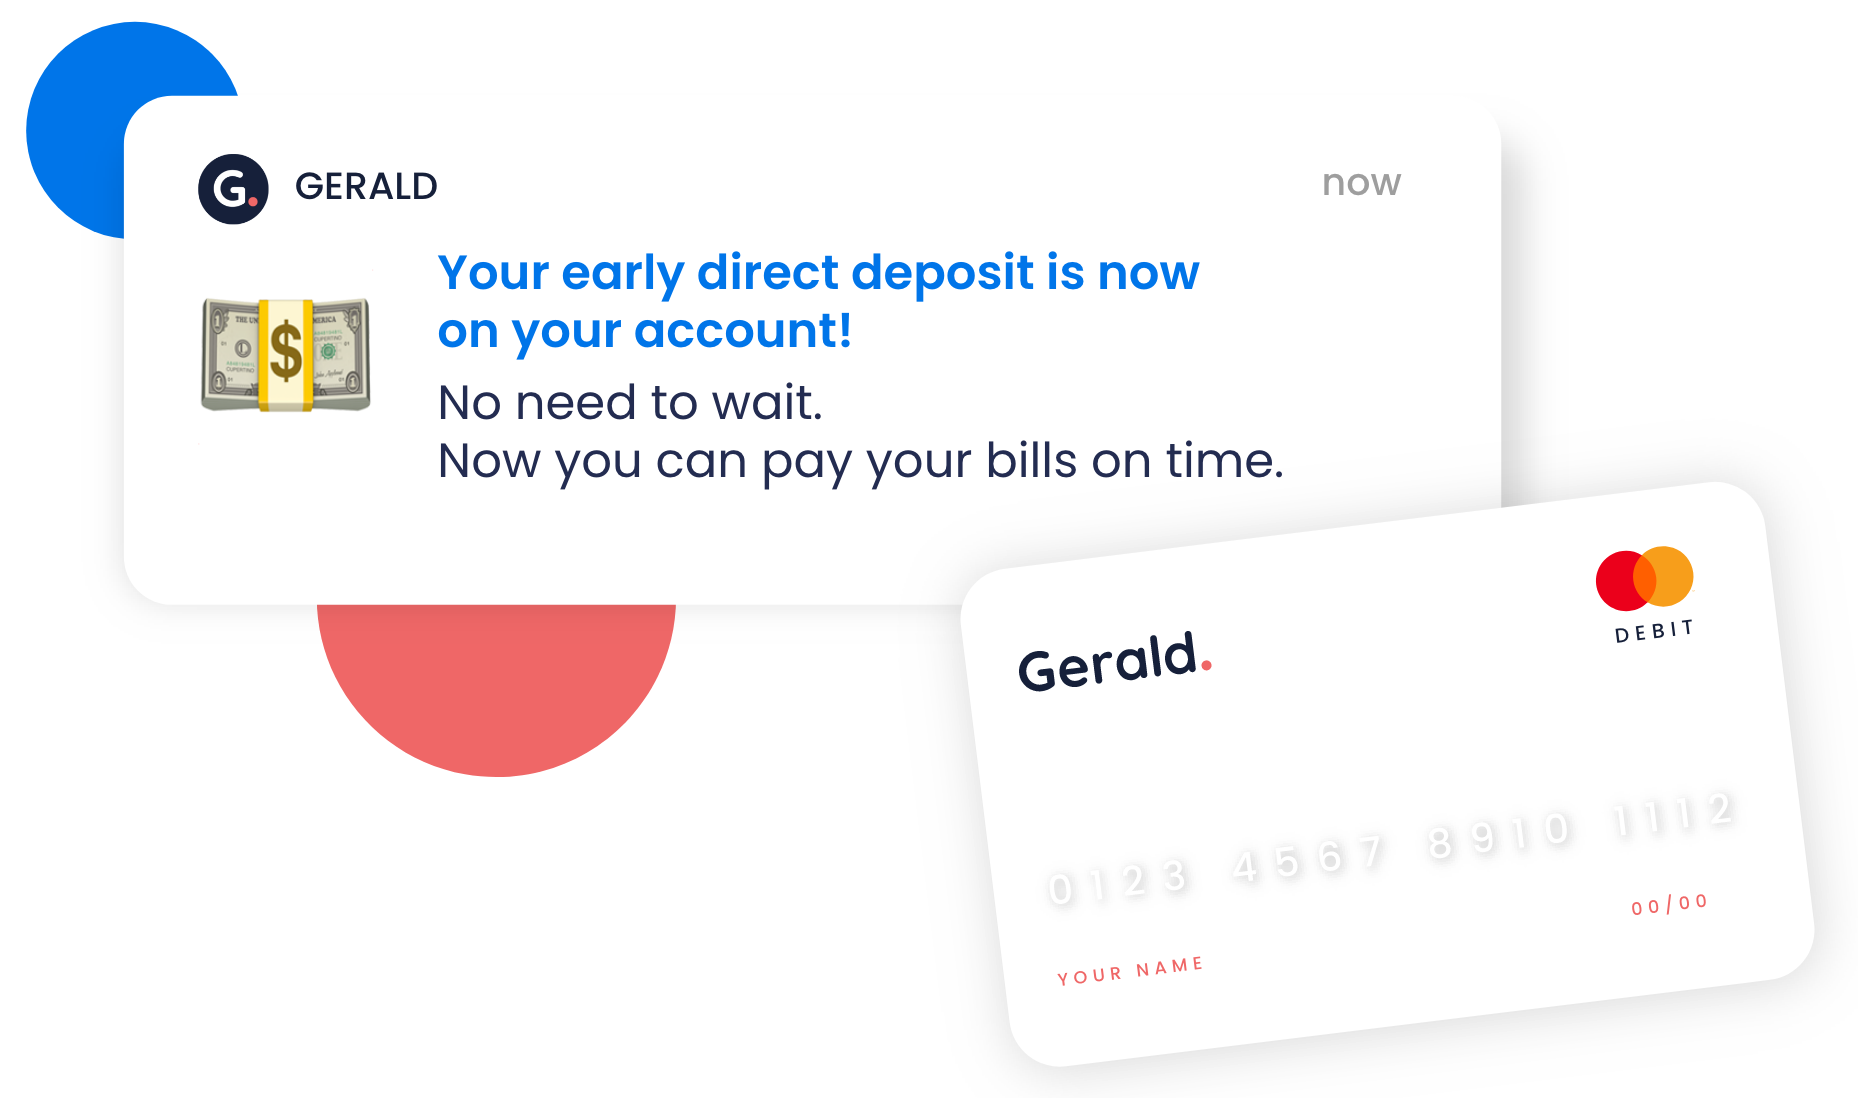 G.
GERALD
now
Your early direct deposit is now
on your account!
No need to wait.
Now you can pay your bills on time.
$
Gerald.
DEBIT
0123 4567 8910 1112
00/00
YOUR NAME